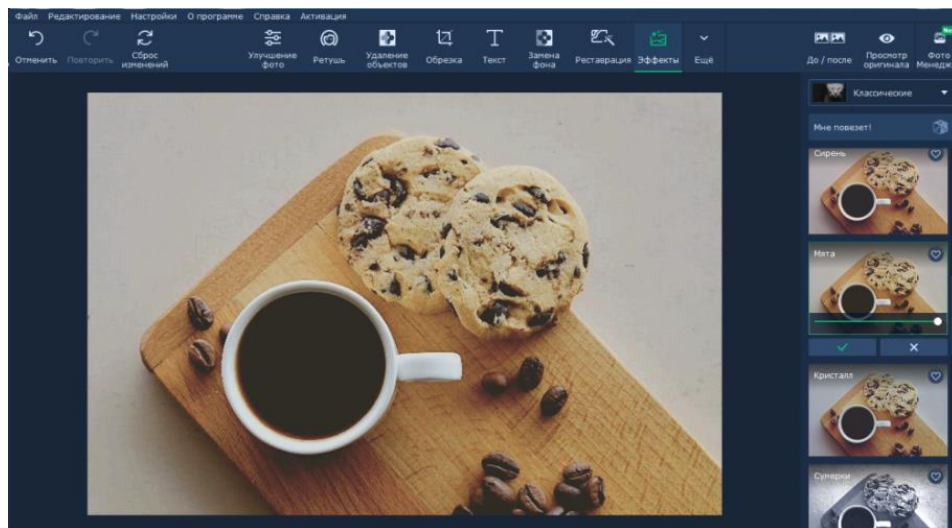 Файл Редактирование Настройки О программе Справка Активация
Отменить
Повторить
Сброс
изменений
Улучшение
фото
Ретушь
Удаление
объектов
Обрезка
Текст
Замена
фона
Реставрация
Эффекты
Ещё
До / после
Просмотр
оригинала
Фото
Классические
Мне повезет!
Сирень
Мята
Кристалл
Сумерки